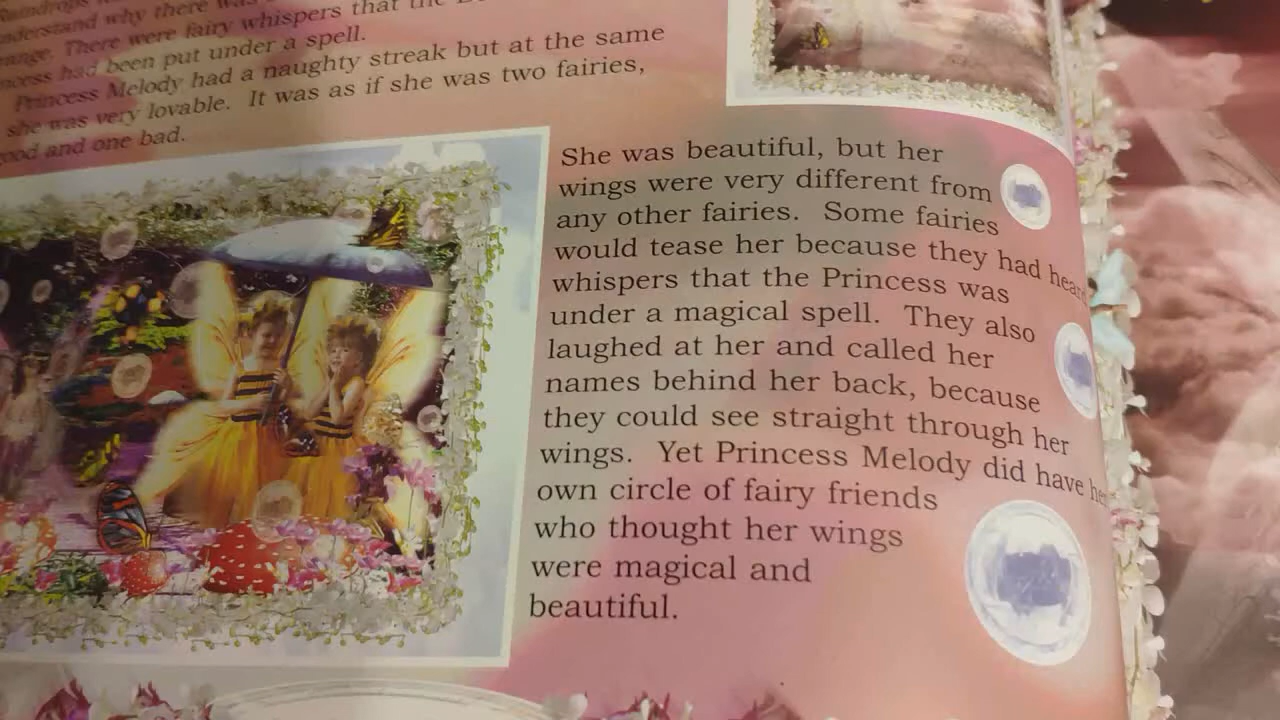 why there was
There were fairy whispers that the
had been put under a spell.
Princess Melody had a naughty streak but at the same
she was very lovable. It was as if she was two fairies,
and one bad.
She was beautiful, but her
wings were very different from
any other fairies. Some fairies
would tease her because they had heard
whispers that the Princess was
under a magical spell. They also
laughed at her and called her
names behind her back, because
they could see straight through her
wings. Yet Princess Melody did have her
own circle of fairy friends
who thought her wings
were magical and
beautiful.